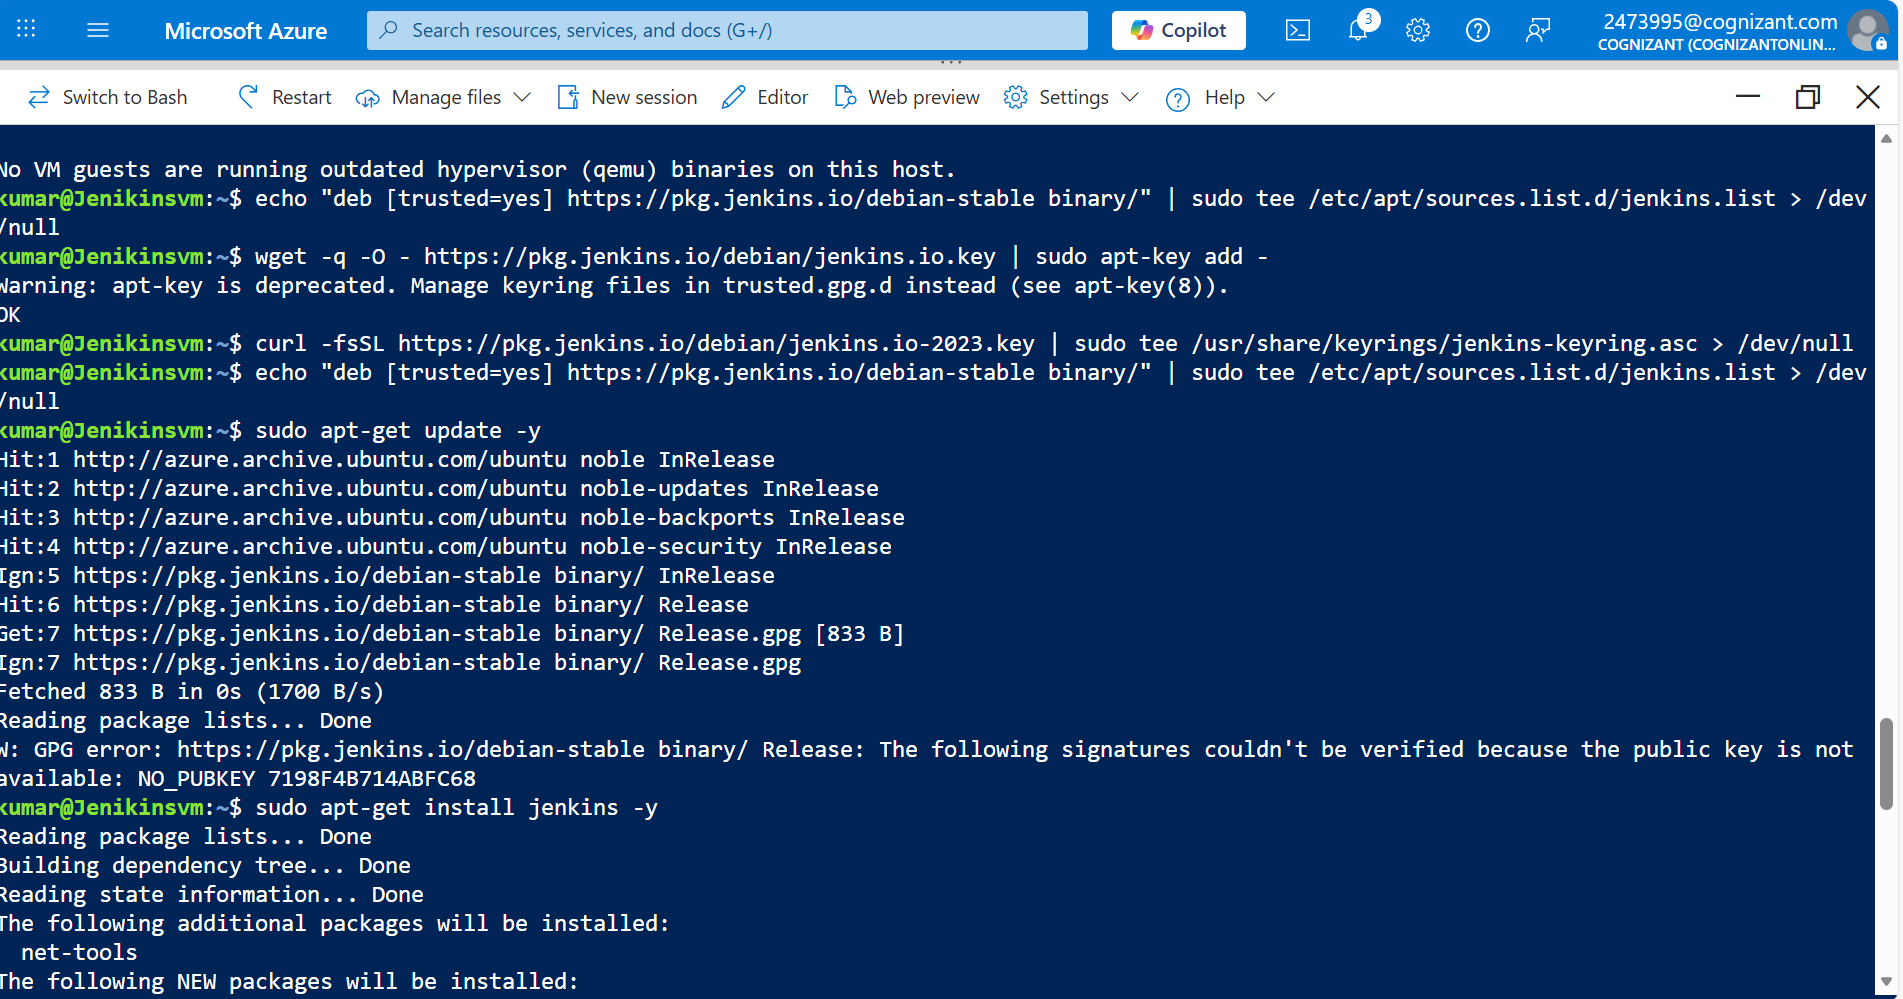 Microsoft Azure
Search resources, services, and docs (G+/)
Copilot
3
2473995@cognizant.com
COGNIZANT (COGNIZANTONLIN...
Switch to Bash
Restart
Manage files
New session
Editor
Web preview
Settings
Help
No VM guests are running outdated hypervisor (qemu) binaries on this host.
kumar@Jenikinsvm:~$ echo "deb [trusted=yes] https://pkg.jenkins.io/debian-stable binary/" | sudo tee /etc/apt/sources.list.d/jenkins.list > /dev
/null
kumar@Jenikinsvm:~$ wget -q -O - https://pkg.jenkins.io/debian/jenkins.io.key | sudo apt-key add -
Warning: apt-key is deprecated. Manage keyring files in trusted.gpg.d instead (see apt-key(8)).
OK
kumar@Jenikinsvm:~$ curl -fsSL https://pkg.jenkins.io/debian/jenkins.io-2023.key | sudo tee /usr/share/keyrings/jenkins-keyring.asc > /dev/null
kumar@Jenikinsvm:~$ echo "deb [trusted=yes] https://pkg.jenkins.io/debian-stable binary/" | sudo tee /etc/apt/sources.list.d/jenkins.list > /dev
/null
kumar@Jenikinsvm:~$ sudo apt-get update -y
Hit:1 http://azure.archive.ubuntu.com/ubuntu noble InRelease
Hit:2 http://azure.archive.ubuntu.com/ubuntu noble-updates InRelease
Hit:3 http://azure.archive.ubuntu.com/ubuntu noble-backports InRelease
Hit:4 http://azure.archive.ubuntu.com/ubuntu noble-security InRelease
Ign:5 https://pkg.jenkins.io/debian-stable binary/ InRelease
Hit:6 https://pkg.jenkins.io/debian-stable binary/ Release
Get:7 https://pkg.jenkins.io/debian-stable binary/ Release.gpg [833 B]
Ign:7 https://pkg.jenkins.io/debian-stable binary/ Release.gpg
Fetched 833 B in 0s (1700 B/s)
Reading package lists... Done
W: GPG error: https://pkg.jenkins.io/debian-stable binary/ Release: The following signatures couldn't be verified because the public key is not
available: NO_PUBKEY 7198F4B714ABFC68
kumar@Jenikinsvm:~$ sudo apt-get install jenkins -y
Reading package lists... Done
Building dependency tree... Done
Reading state information... Done
The following additional packages will be installed:
net-tools
The following NEW packages will be installed: